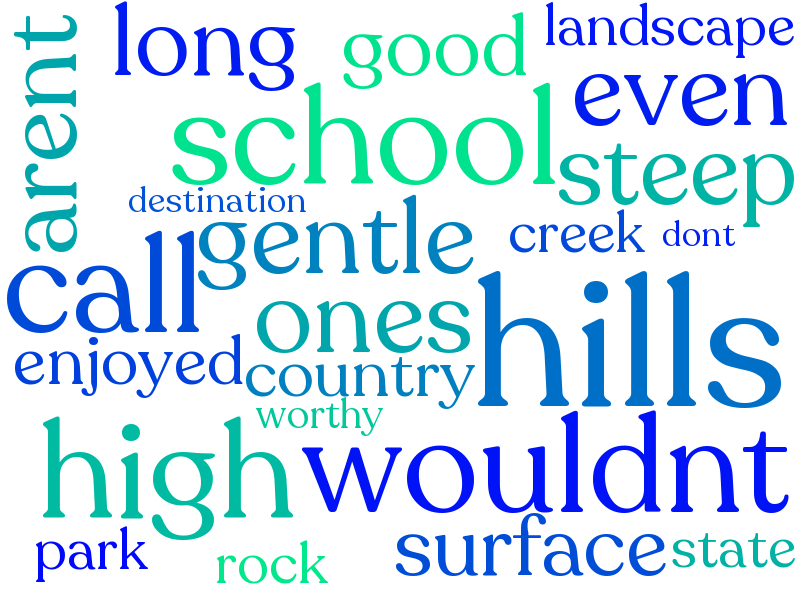 long
good
landscape
arent
even
school
steep
destination
gentle
creek
dont
call
ones
hills
enjoyed
country
worthy
high
wouldnt
park
rock
surface
state